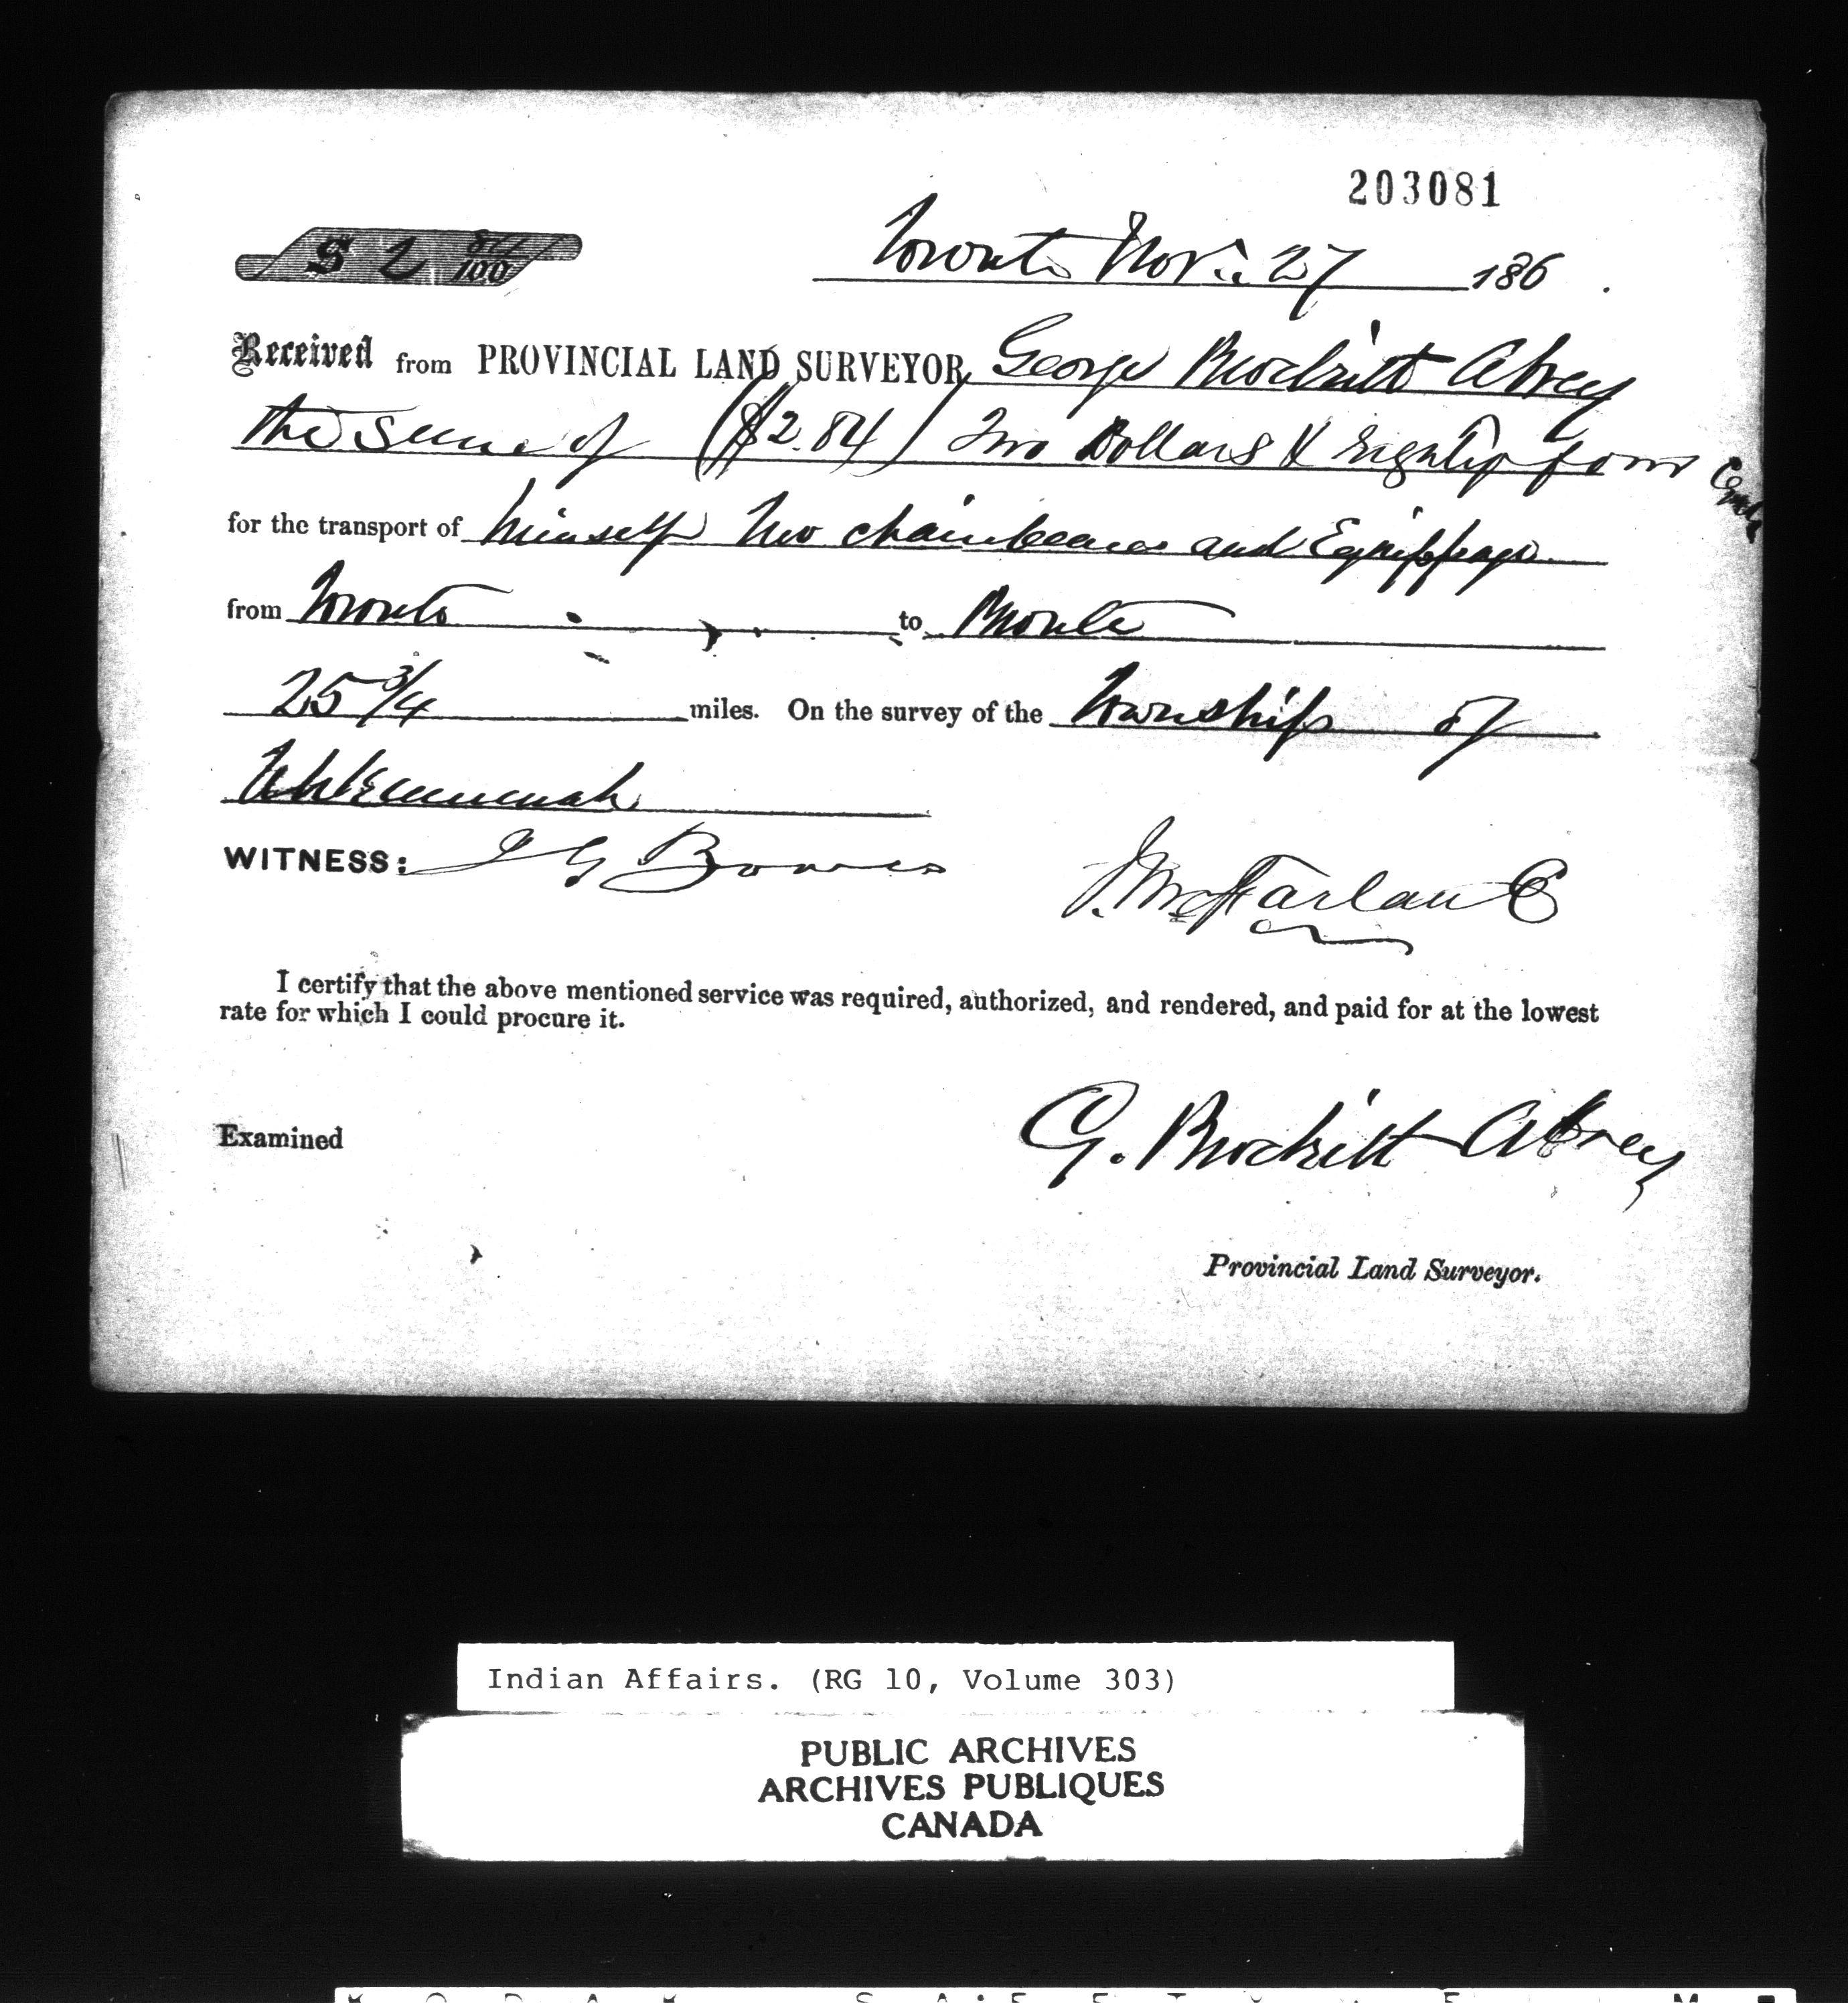 203081
$ 2 84/100
Toronto Nov. 27 186 .
Received from PROVINCIAL LAND SURVEYOR, George Brockitt Abrey
the Sum of ($2.84) Two Dollars & Eighty four Cents
for the transport of himself two chainbearers and Equippage
from Toronto to Bronte
25 3/4 miles. On the survey of the Township of
WITNESS: J G Bowes
J. McFarlane
I certify that the above mentioned service was required, authorized, and rendered, and paid for at the lowest
rate for which I could procure it.
Examined
G. Brockitt Abrey
Provincial Land Surveyor.
Indian Affairs. (RG 10, Volume 303)
PUBLIC ARCHIVES
ARCHIVES PUBLIQUES
CANADA